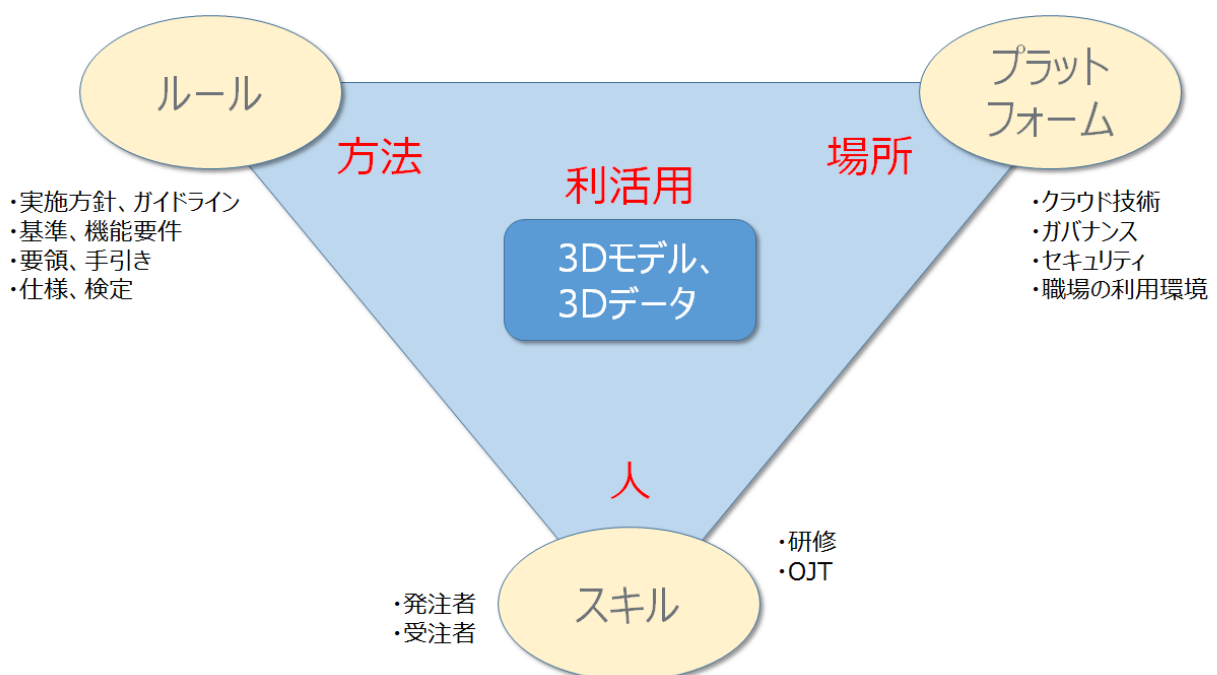 ルール
プラット
フォーム
方法
場所
利活用
3Dモデル、
3Dデータ
・実施方針、ガイドライン
・基準、機能要件
・要領、手引き
・仕様、検定
・クラウド技術
・ガバナンス
・セキュリティ
・職場の利用環境
人
スキル
・発注者
・受注者
・研修
・OJT